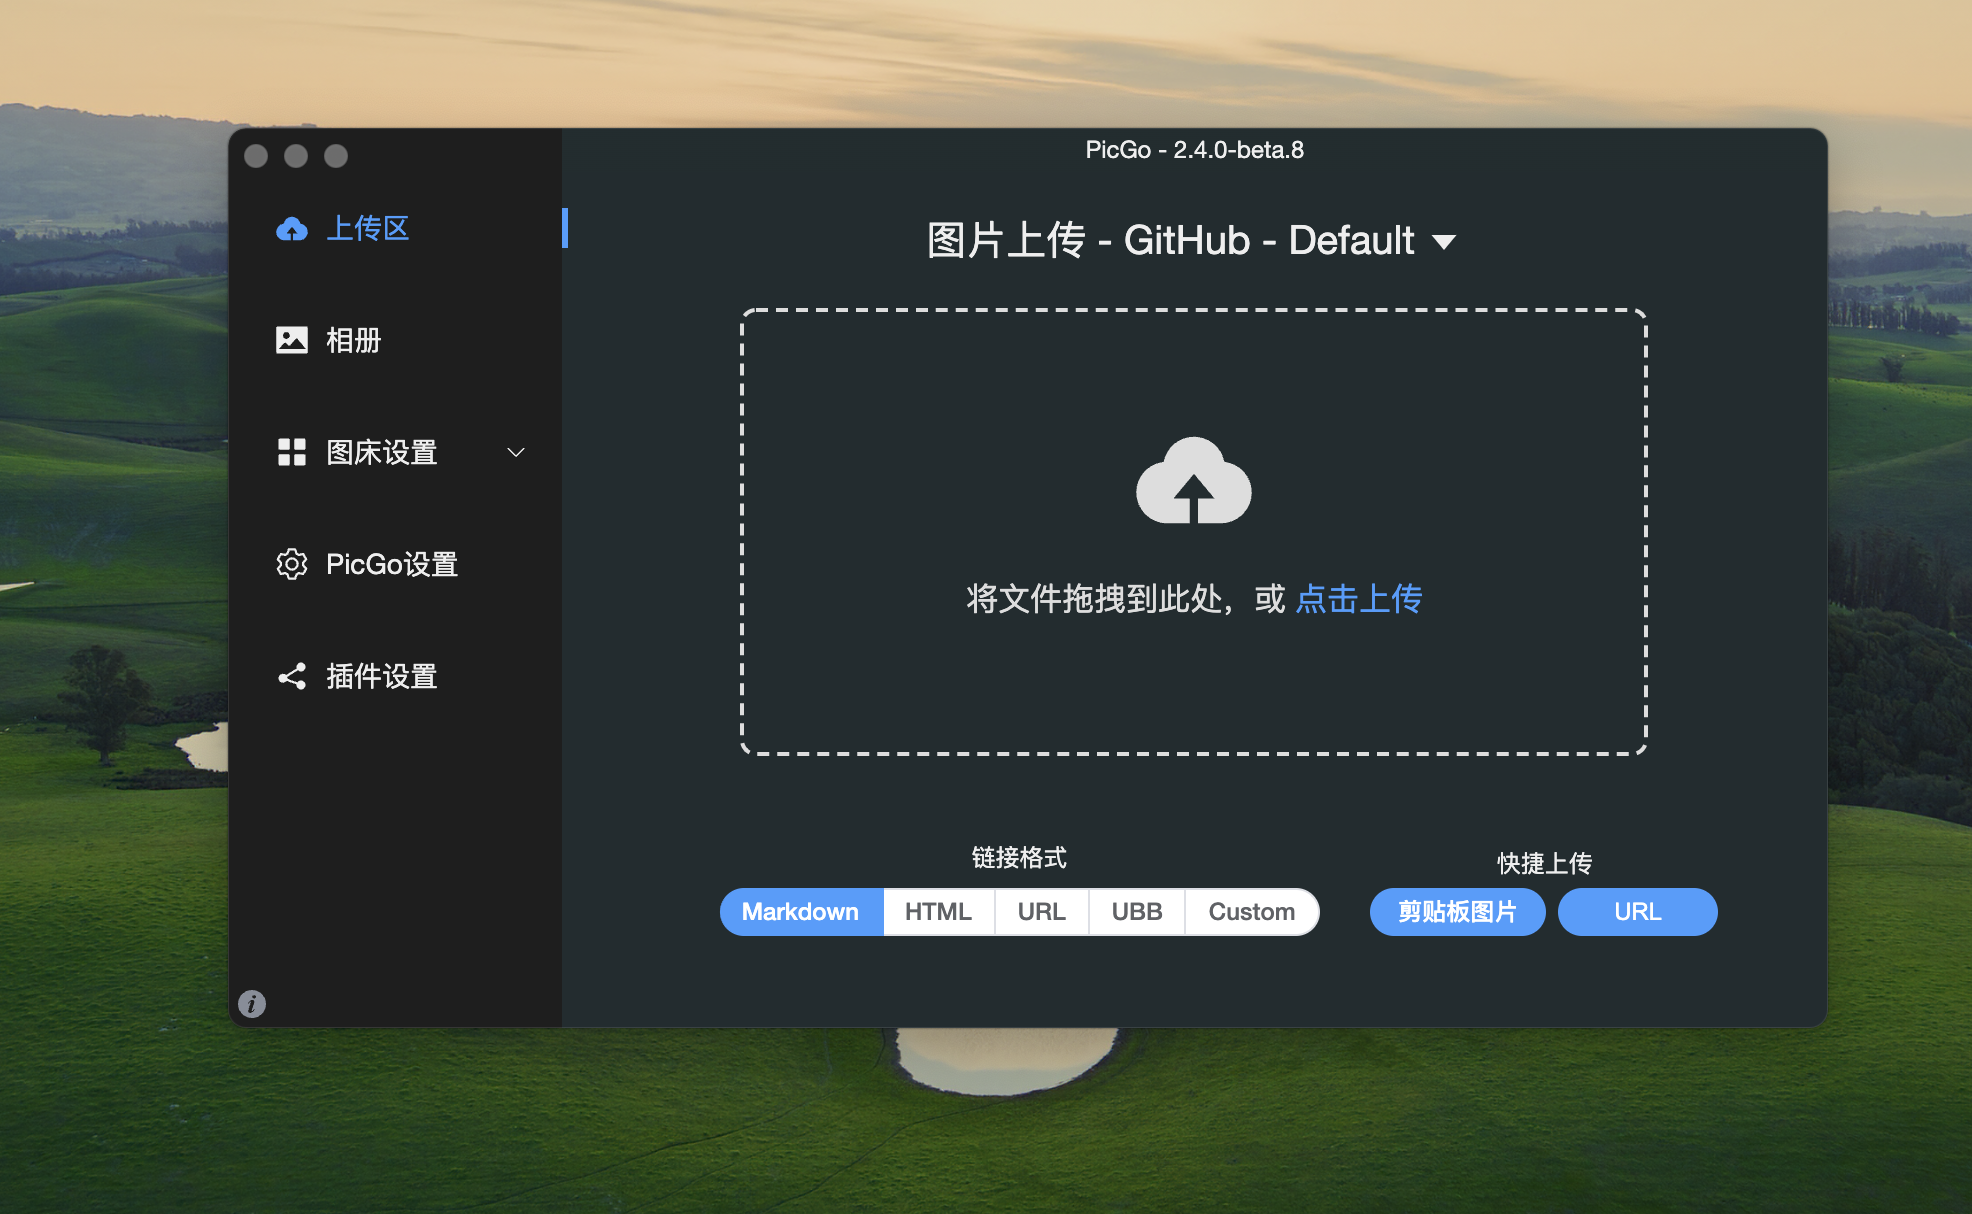 PicGo - 2.4.0-beta.8
上传区
相册
图床设置
PicGo设置
插件设置
图片上传 - GitHub - Default
将文件拖拽到此处，或 点击上传
链接格式
Markdown HTML URL UBB Custom
快捷上传
剪贴板图片 URL
i